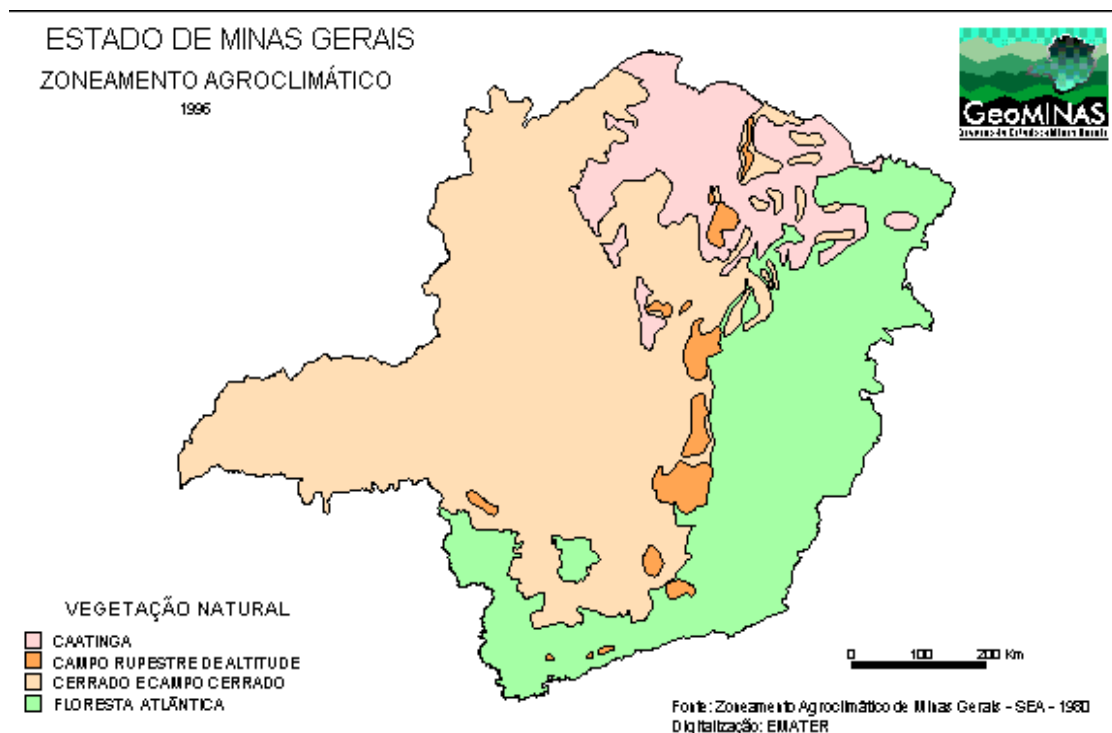 ESTADO DE MINAS GERAIS
ZONEAMENTO AGROCLIMÁTICO
1996
GeoMINAS
VEGETAÇÃO NATURAL
CAATINGA
CAMPO RUPESTRE DE ALTITUDE
CERRADO E CAMPO CERRADO
FLORESTA ATLÂNTICA
0 100 200 Km
Fonte: Zoneamento Agroclimático de Minas Gerais - SEA - 1980
Digitalização: EMATER